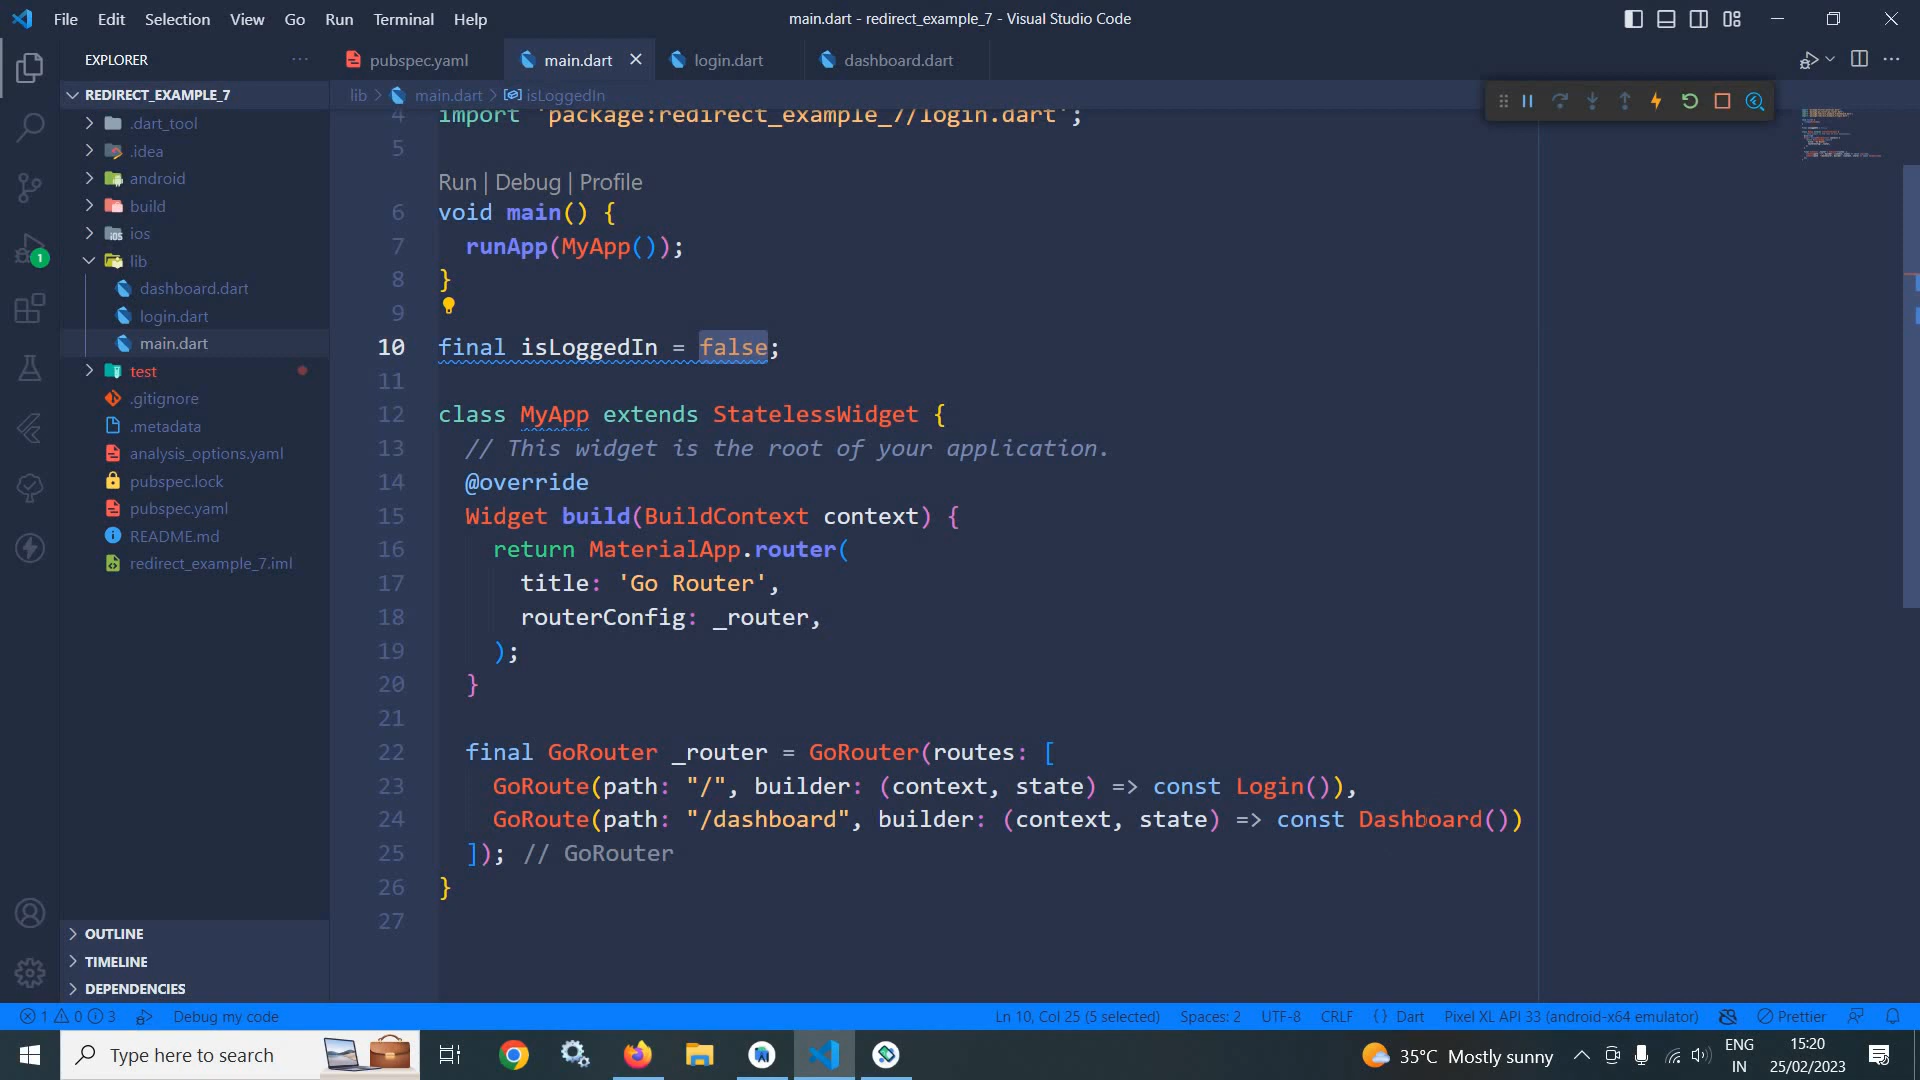 File Edit Selection View Go Run Terminal Help
main.dart - redirect_example_7 - Visual Studio Code
EXPLORER
REDIRECT_EXAMPLE_7
.dart_tool
.idea
android
build
ios
lib
dashboard.dart
login.dart
main.dart
test
.gitignore
.metadata
analysis_options.yaml
pubspec.lock
pubspec.yaml
README.md
redirect_example_7.iml
OUTLINE
TIMELINE
DEPENDENCIES
pubspec.yaml main.dart login.dart dashboard.dart
lib > main.dart > isLoggedIn
4 import 'package:redirect_example_7//login.dart';
5
Run | Debug | Profile
6 void main() {
7 runApp(MyApp());
8 }
9
10 final isLoggedIn = false;
11
12 class MyApp extends StatelessWidget {
13 // This widget is the root of your application.
14 @override
15 Widget build(BuildContext context) {
16 return MaterialApp.router(
17 title: 'Go Router',
18 routerConfig: _router,
19 );
20 }
21
22 final GoRouter _router = GoRouter(routes: [
23 GoRoute(path: "/", builder: (context, state) => const Login()),
24 GoRoute(path: "/dashboard", builder: (context, state) => const Dashboard())
25 ]); // GoRouter
26 }
27
1
1 0 3 Debug my code
Ln 10, Col 25 (5 selected) Spaces: 2 UTF-8 CRLF {} Dart Pixel XL API 33 (android-x64 emulator) Prettier
Type here to search
35°C Mostly sunny
ENG
IN
15:20
25/02/2023